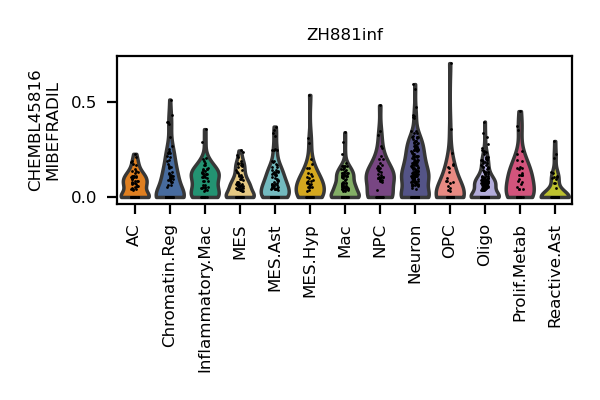 ZH881inf
CHEMBL45816
MIBEFRADIL
0.5
0.0
AC
Chromatin.Reg
Inflammatory.Mac
MES
MES.Ast
MES.Hyp
Mac
NPC
Neuron
OPC
Oligo
Prolif.Metab
Reactive.Ast